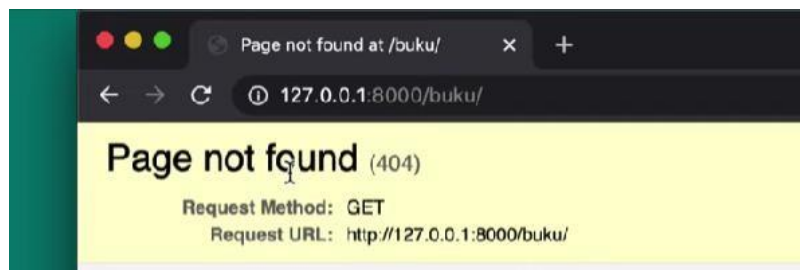 Page not found at /buku/
127.0.0.1:8000/buku/
Page not found (404)
Request Method: GET
Request URL: http://127.0.0.1:8000/buku/